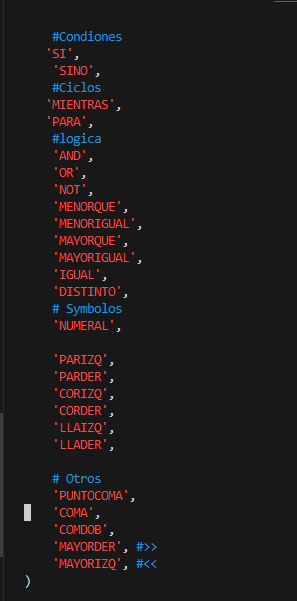 #Condiones
'SI',
'SINO',
#Ciclos
'MIENTRAS',
'PARA',
#logica
'AND',
'OR',
'NOT',
'MENORQUE',
'MENORIGUAL',
'MAYORQUE',
'MAYORIGUAL',
'IGUAL',
'DISTINTO',
# Symbolos
'NUMERAL',
'PARIZQ',
'PARDER',
'CORIZQ',
'CORDER',
'LLAIZQ',
'LLADER',
# Otros
'PUNTOCOMA',
'COMA',
'COMDOB',
'MAYORDER', #>>
'MAYORIZQ', #<<
)